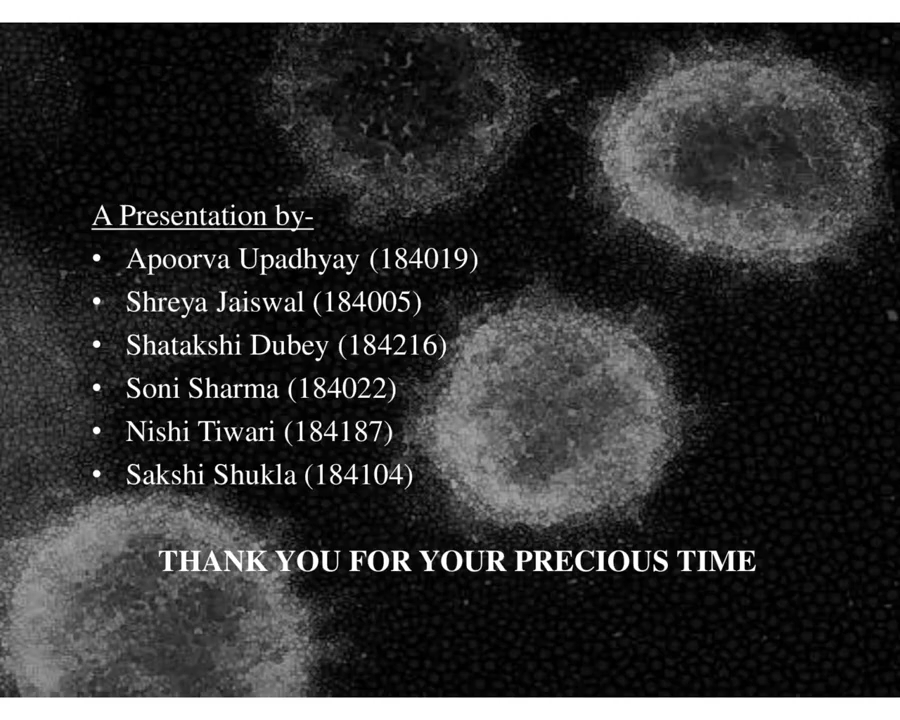 A Presentation by-
• Apoorva Upadhyay (184019)
• Shreya Jaiswal (184005)
• Shatakshi Dubey (184216)
• Soni Sharma (184022)
• Nishi Tiwari (184187)
• Sakshi Shukla (184104)
THANK YOU FOR YOUR PRECIOUS TIME